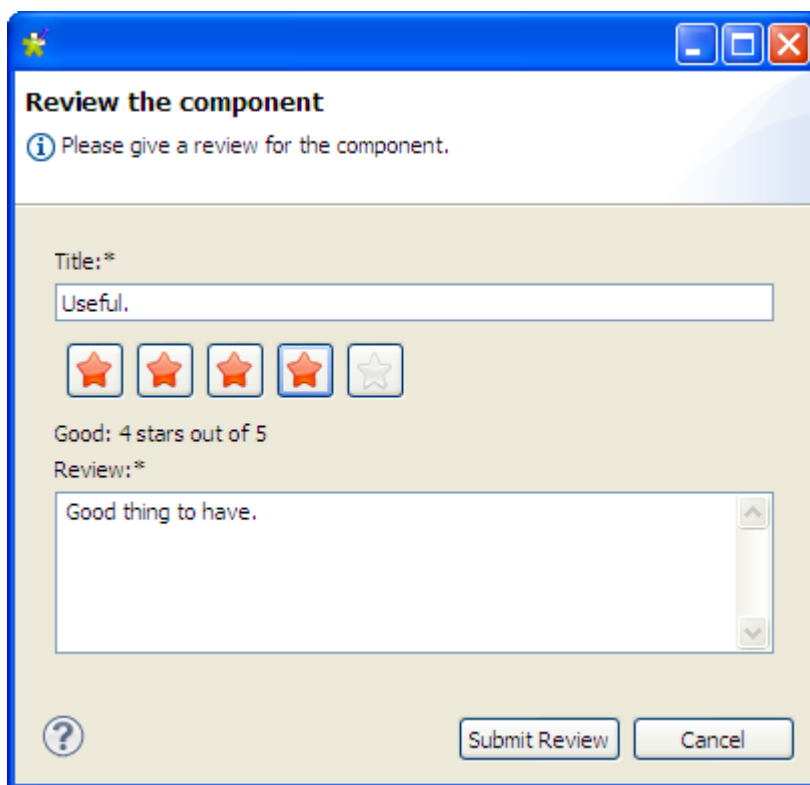 Review the component
Please give a review for the component.
Title:*
Useful.
Good: 4 stars out of 5
Review:*
Good thing to have.
Submit Review
Cancel